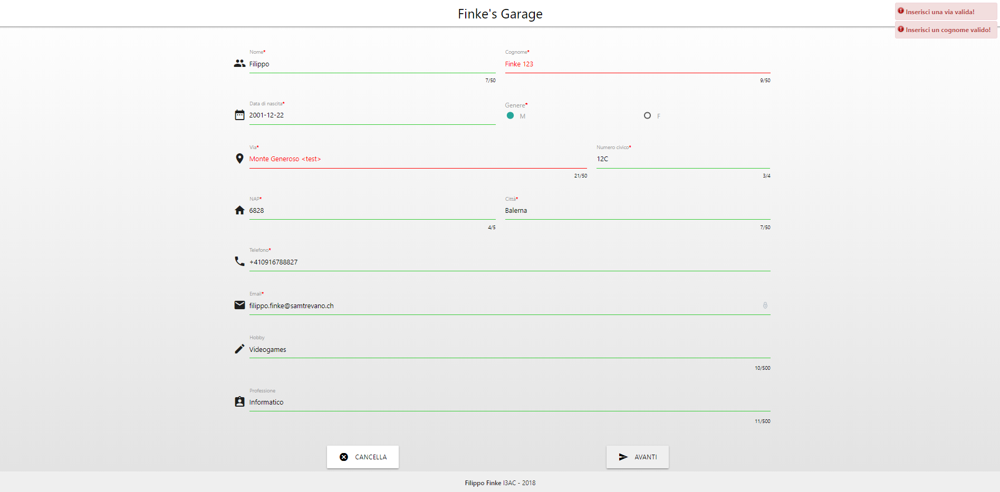 Finke's Garage
Inserisci una via valida!
Inserisci un cognome valido!
Nome* Cognome*
Filippo Finke 123
7/50 9/50
Data di nascita* Genere*
2001-12-22 M F
Via* Numero civico*
Monte Generoso <test> 12C
21/50 3/4
NAP* Città*
6828 Balerna
4/5 7/50
Telefono*
+410916788827
Email*
filippo.finke@samtrevano.ch
Hobby
Videogames
10/500
Professione
Informatico
11/500
CANCELLA AVANTI
Filippo Finke I3AC - 2018